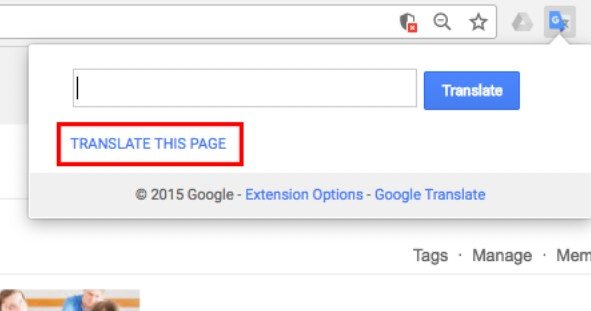 Translate
TRANSLATE THIS PAGE
© 2015 Google - Extension Options - Google Translate
Tags · Manage · Mem